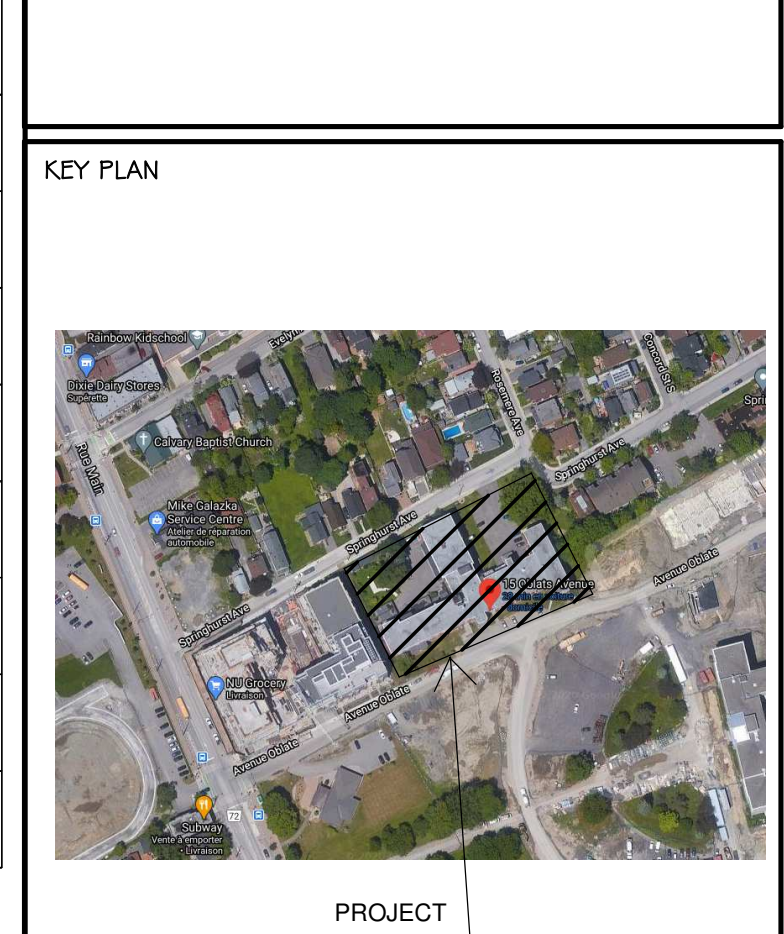 KEY PLAN
Rainbow Kidschool
Dixie Dairy Stores
Supérette
Rue Main
Calvary Baptist Church
Mike Galazka
Service Centre
Atelier de réparation
automobile
Rosemere Ave
Concord St S
Springhurst Ave
Springhurst Ave
Springhurst Ave
15 Oblats Avenue
NU Grocery
Livraison
Avenue Oblate
Avenue Oblate
Avenue Oblate
72
Subway
Vente à emporter
• Livraison
PROJECT